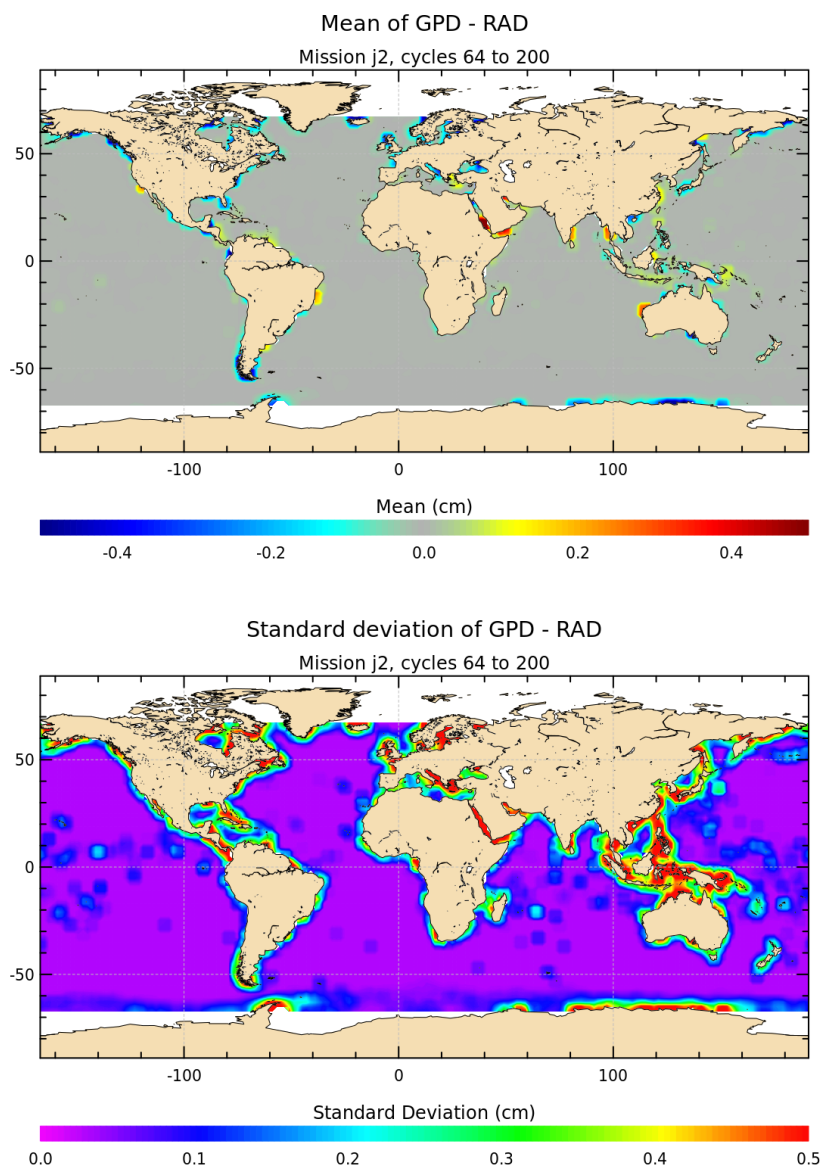 Mean of GPD - RAD
Mission j2, cycles 64 to 200
50
0
-50
-100 0 100
Mean (cm)
-0.4 -0.2 0.0 0.2 0.4
Standard deviation of GPD - RAD
Mission j2, cycles 64 to 200
50
0
-50
-100 0 100
Standard Deviation (cm)
0.0 0.1 0.2 0.3 0.4 0.5